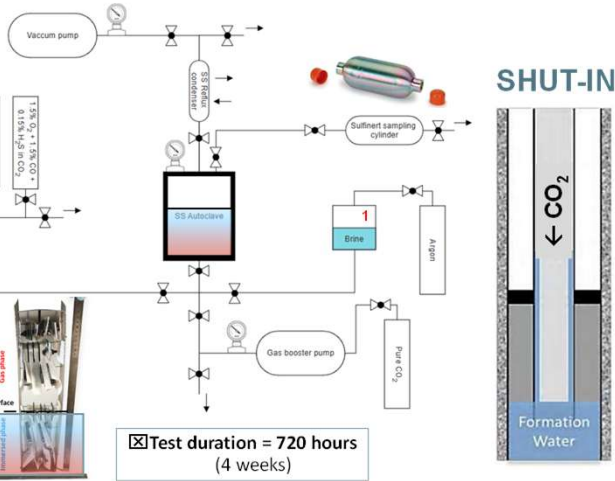 Vaccum pump
SS Reflux
condenser
1.5% O2 + 1.5% CO +
0.15% H2S in CO2
Sulfinert sampling
cylinder
SS Autoclave
1
Brine
Argon
Gas booster pump
Pure CO2
Gas phase
rface
Immersed phase
☒Test duration = 720 hours
(4 weeks)
SHUT-IN
← CO2
Formation
Water